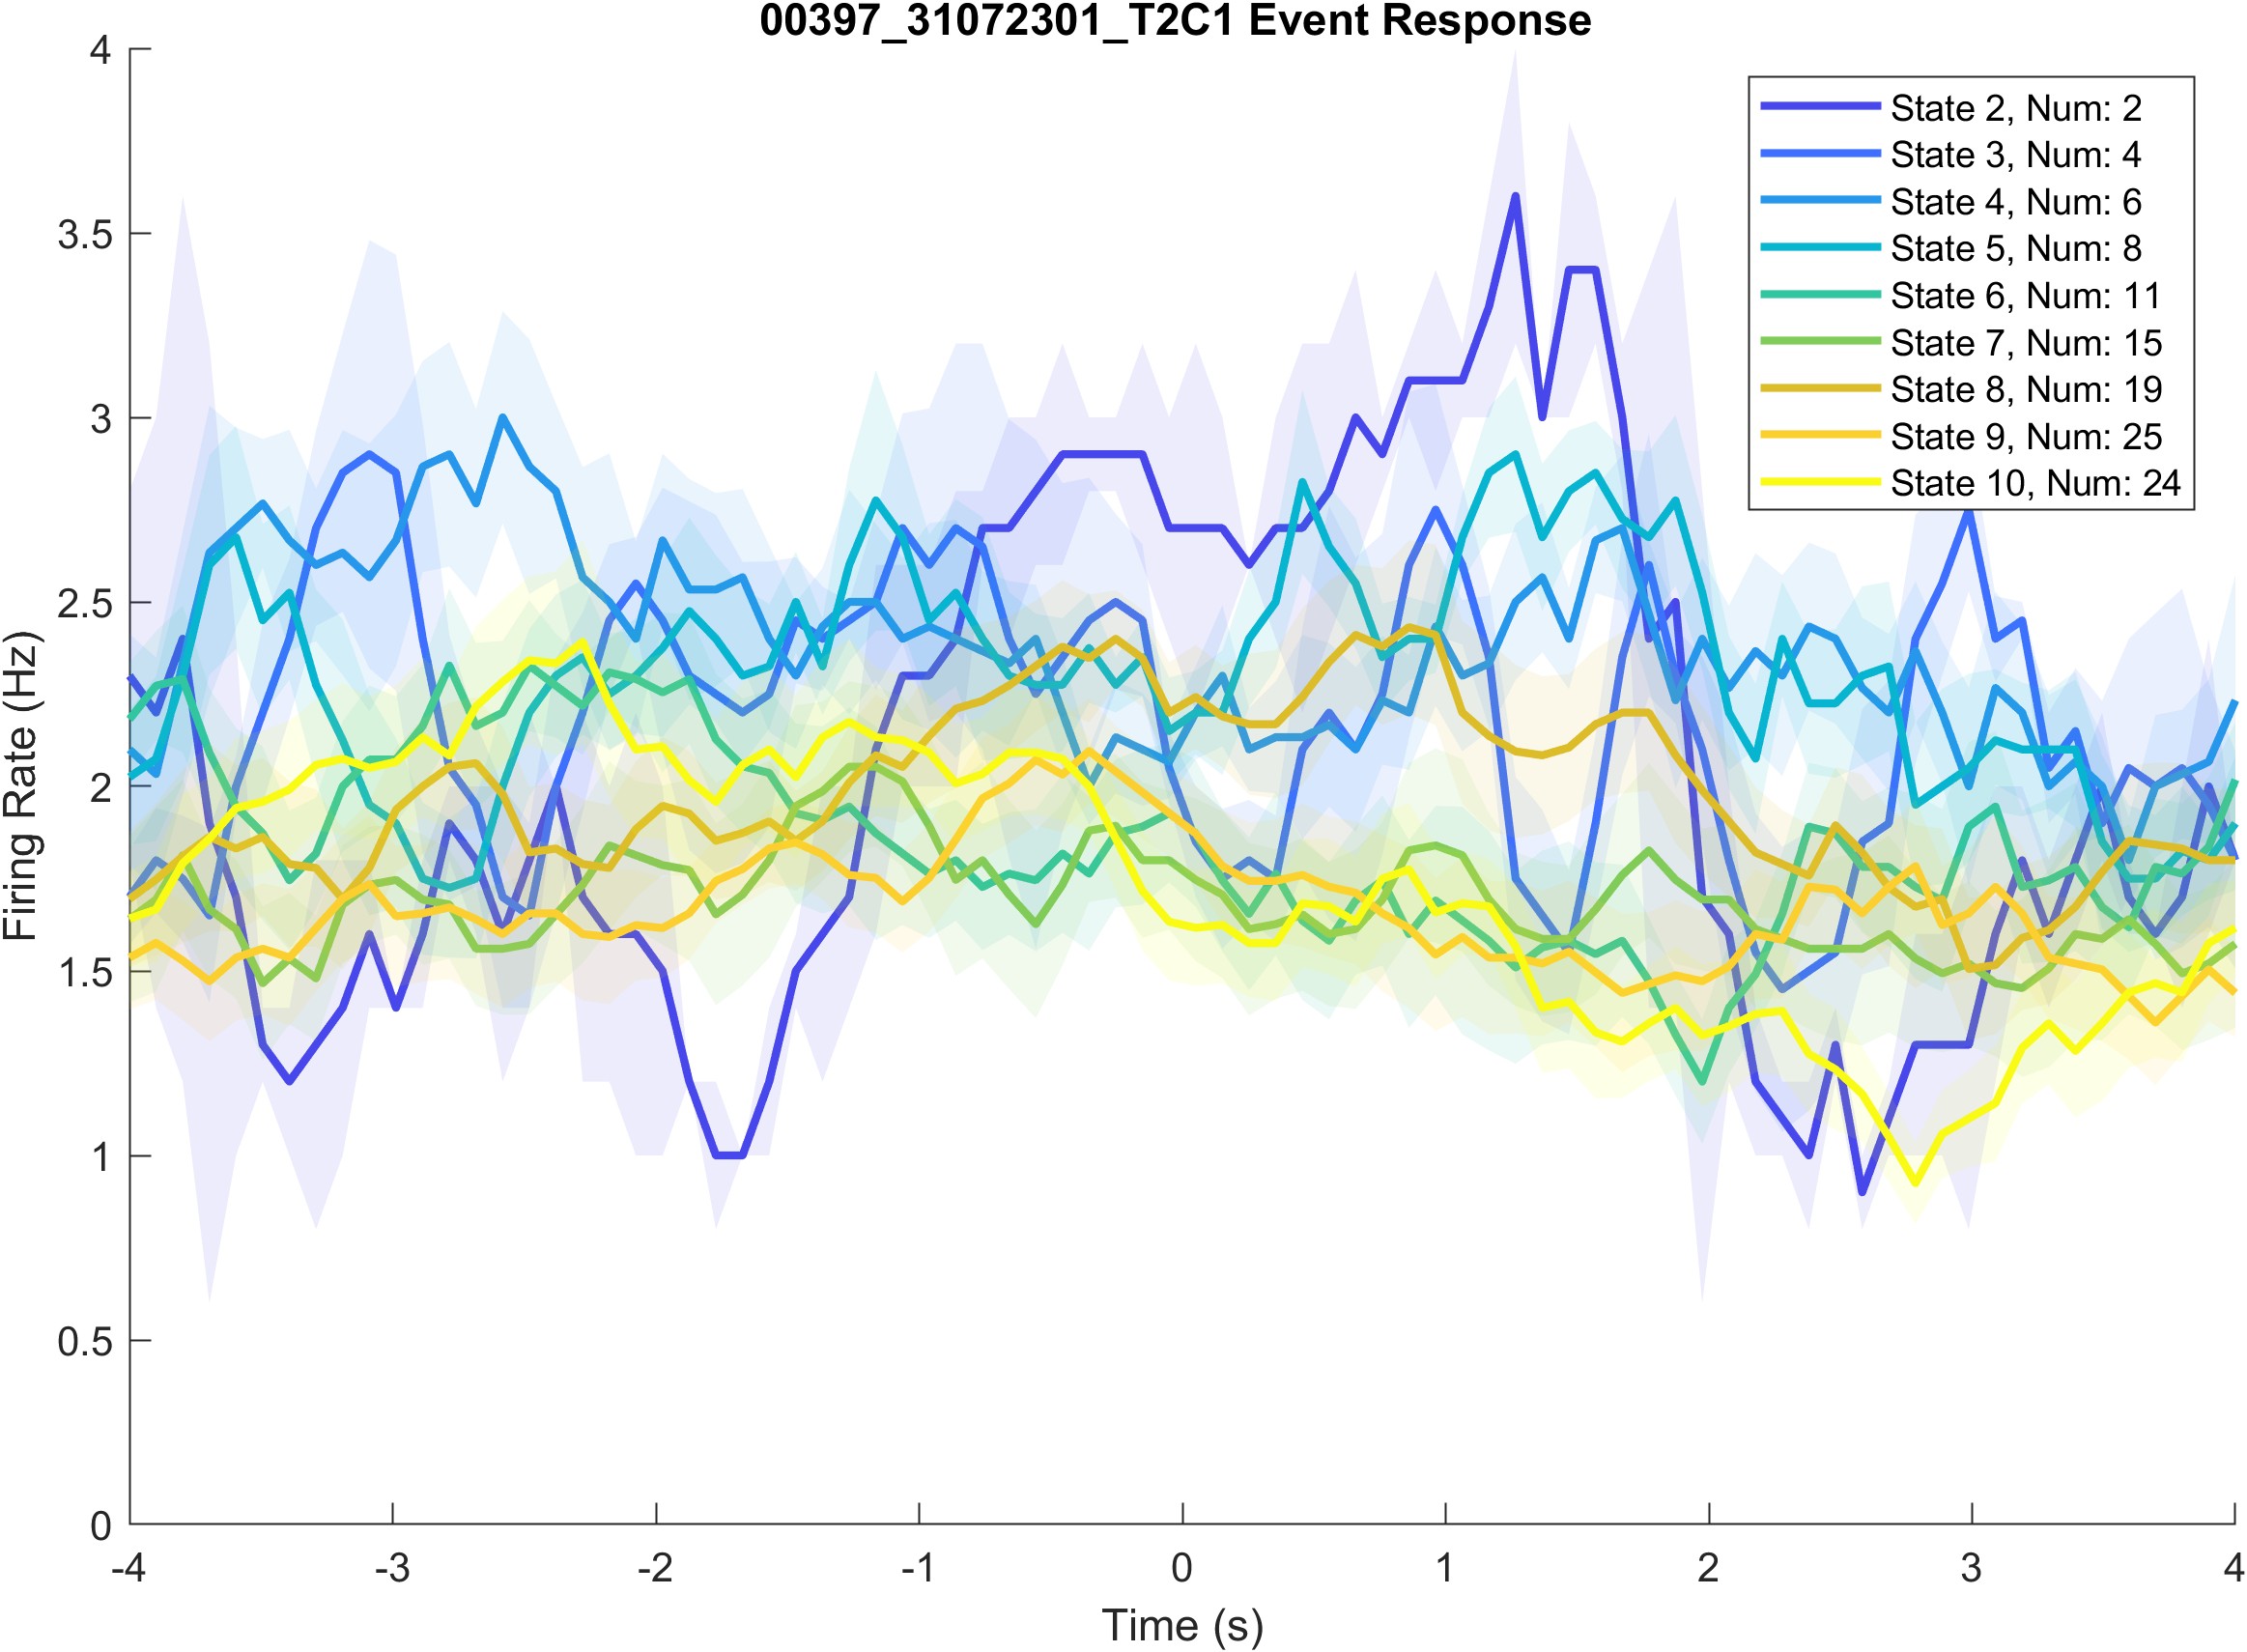 00397_31072301_T2C1 Event Response
4
3.5
3
2.5
2
1.5
1
0.5
0
Firing Rate (Hz)
State 2, Num: 2
State 3, Num: 4
State 4, Num: 6
State 5, Num: 8
State 6, Num: 11
State 7, Num: 15
State 8, Num: 19
State 9, Num: 25
State 10, Num: 24
-4 -3 -2 -1 0 1 2 3 4
Time (s)